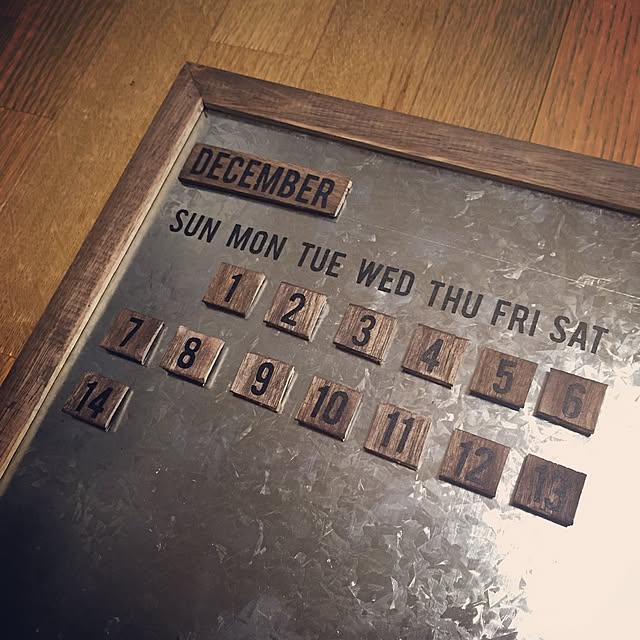 DECEMBER
SUN MON TUE WED THU FRI SAT
1 2 3 4 5 6
7 8 9 10 11 12 13
14